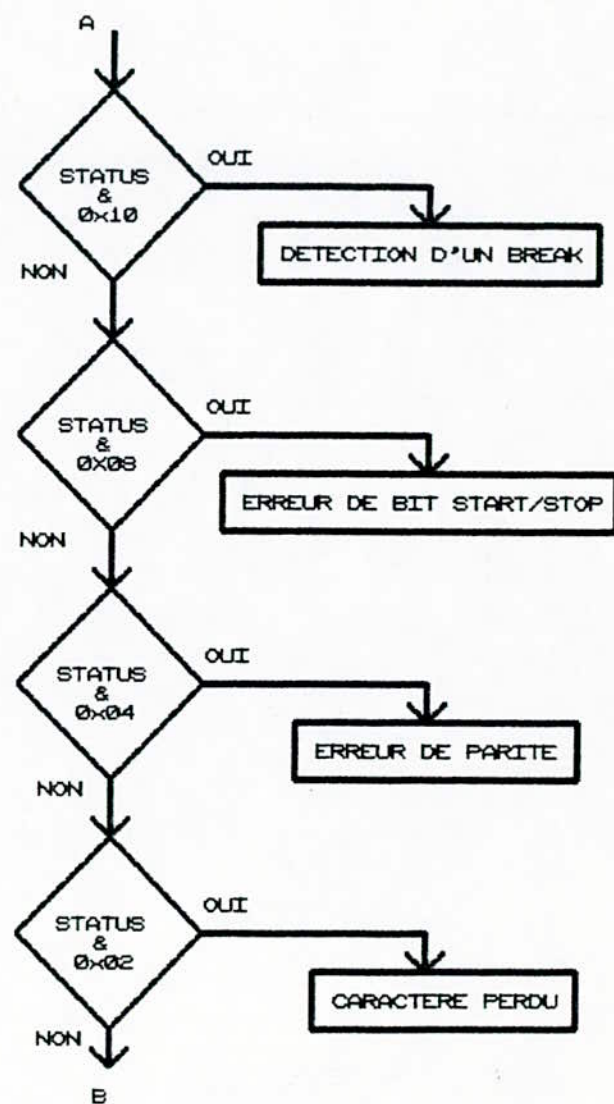 A
STATUS
&
0x10
OUI
DETECTION D'UN BREAK
NON
STATUS
&
0X08
OUI
ERREUR DE BIT START/STOP
NON
STATUS
&
0x04
OUI
ERREUR DE PARITE
NON
STATUS
&
0x02
OUI
CARACTERE PERDU
NON
B